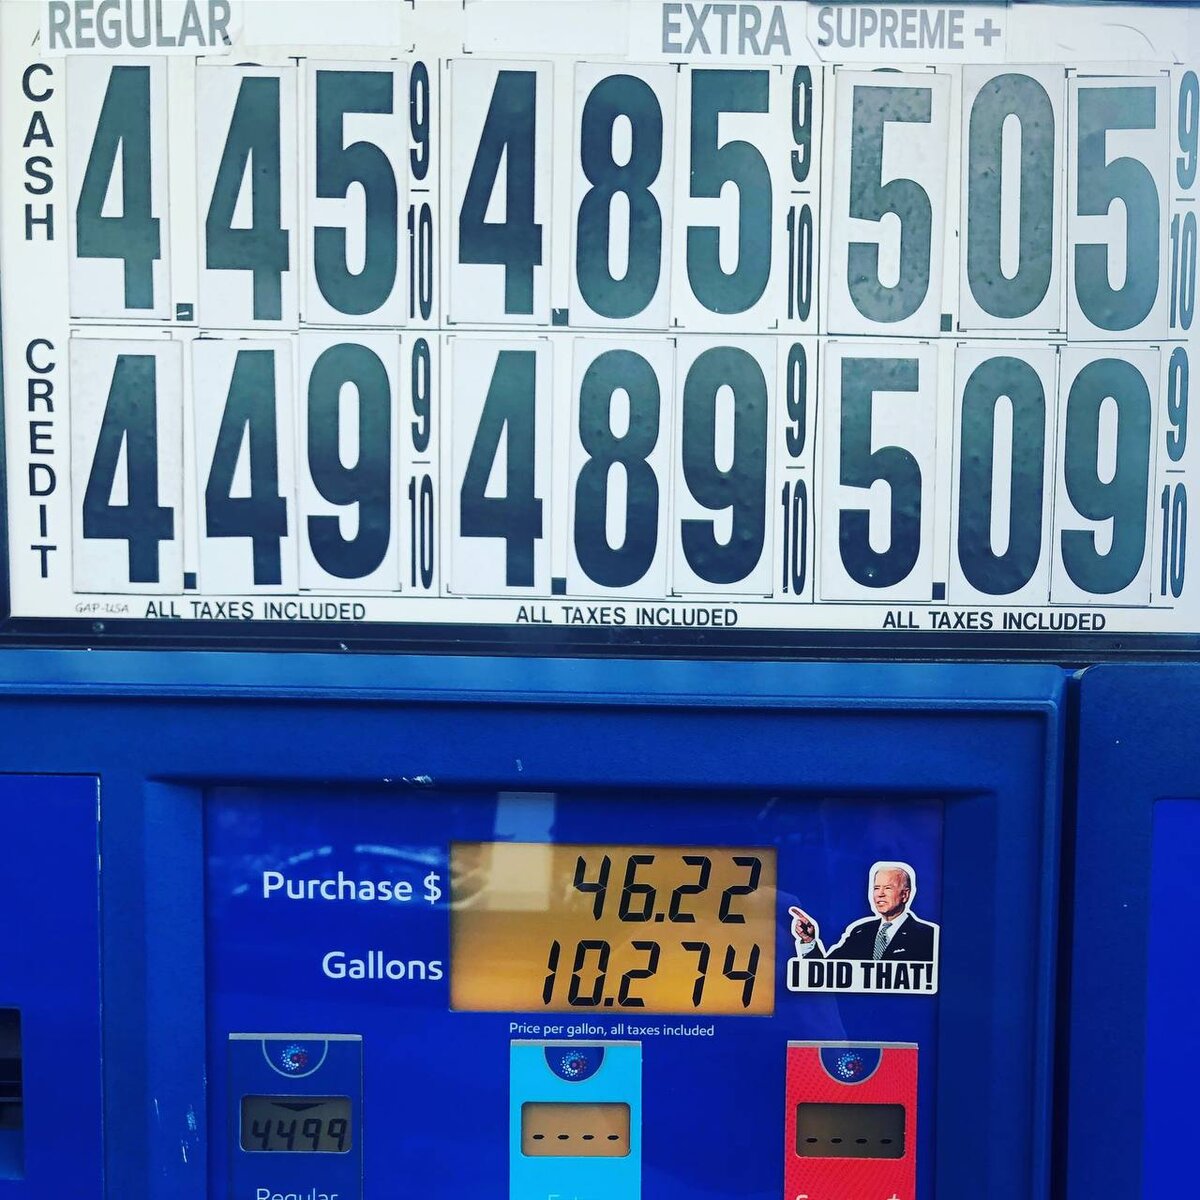 REGULAR EXTRA SUPREME +
CASH 4.45 9/10 4.85 9/10 5.05 9/10
CREDIT 4.49 9/10 4.89 9/10 5.09 9/10
GAP-USA ALL TAXES INCLUDED ALL TAXES INCLUDED ALL TAXES INCLUDED
Purchase $ 46.22
Gallons 10.274
I DID THAT!
Price per gallon, all taxes included
4.499 - - - - - - - -
Regular